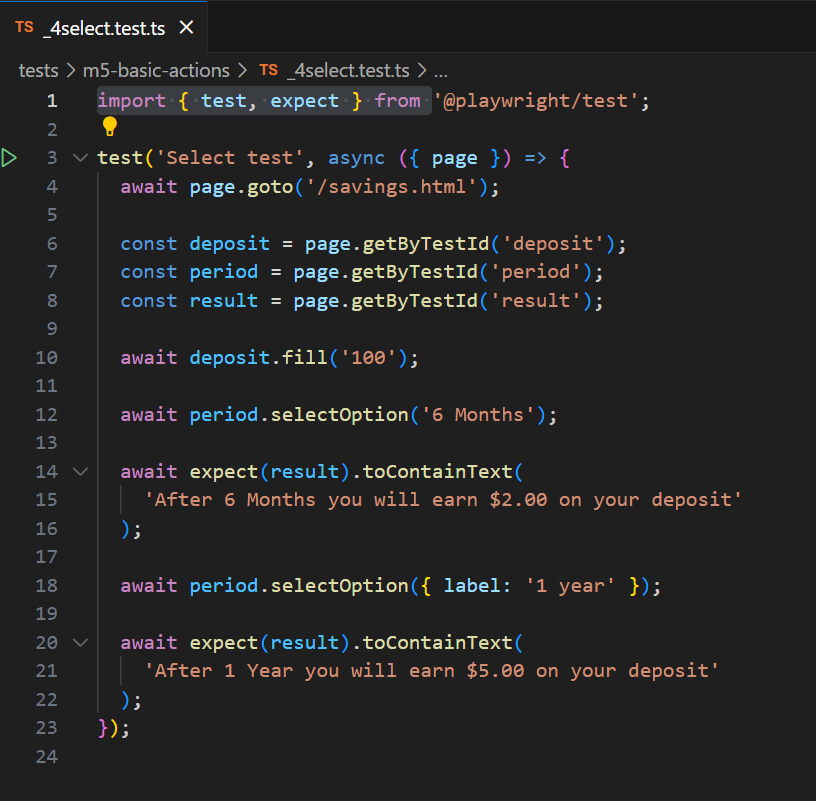 TS _4select.test.ts ×
tests > m5-basic-actions > TS _4select.test.ts > ...
1 import { test, expect } from '@playwright/test';
2
3 test('Select test', async ({ page }) => {
4 await page.goto('/savings.html');
5
6 const deposit = page.getByTestId('deposit');
7 const period = page.getByTestId('period');
8 const result = page.getByTestId('result');
9
10 await deposit.fill('100');
11
12 await period.selectOption('6 Months');
13
14 await expect(result).toContainText(
15 'After 6 Months you will earn $2.00 on your deposit'
16 );
17
18 await period.selectOption({ label: '1 year' });
19
20 await expect(result).toContainText(
21 'After 1 Year you will earn $5.00 on your deposit'
22 );
23 });
24